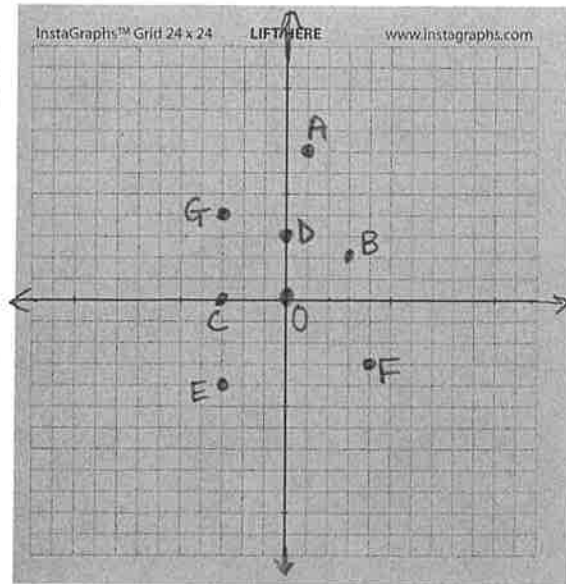 InstaGraphs™ Grid 24 x 24 LIFT HERE www.instagraphs.com
A
G
D
B
C
O
F
E